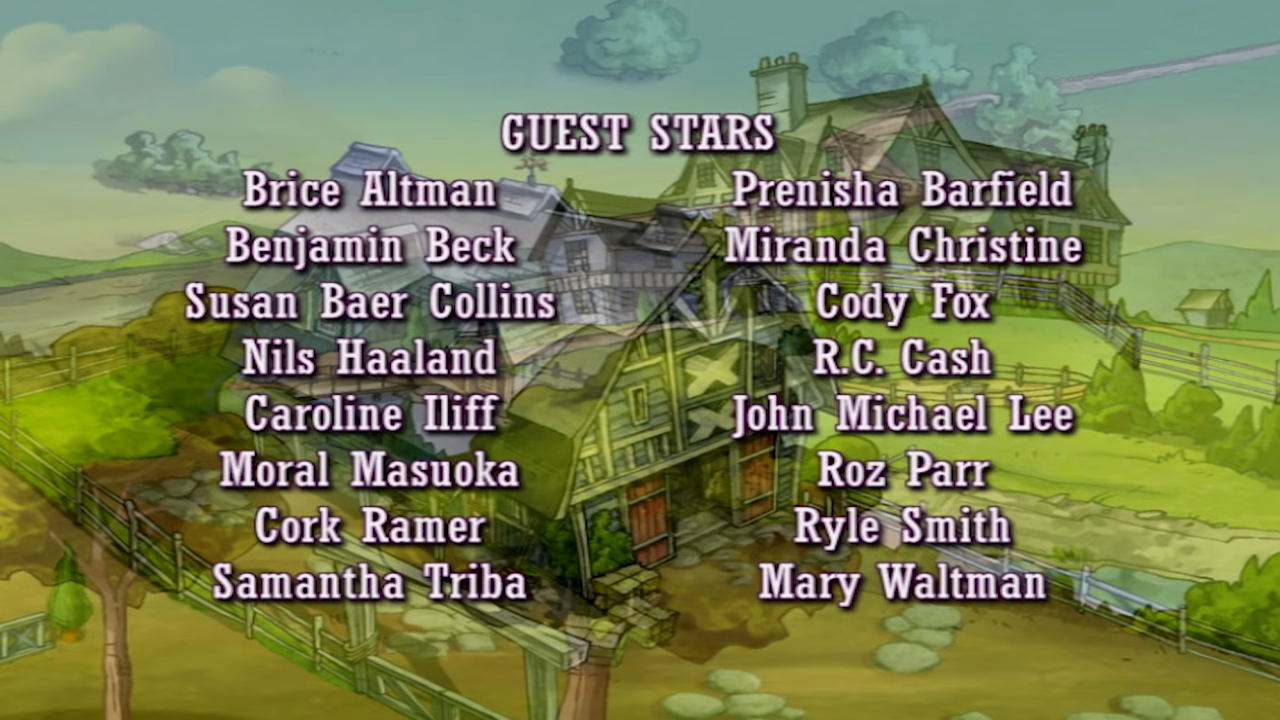 GUEST STARS
Brice Altman
Prenisha Barfield
Benjamin Beck
Miranda Christine
Susan Baer Collins
Cody Fox
Nils Haaland
R.C. Cash
Caroline Iliff
John Michael Lee
Moral Masuoka
Roz Parr
Cork Ramer
Ryle Smith
Samantha Triba
Mary Waltman